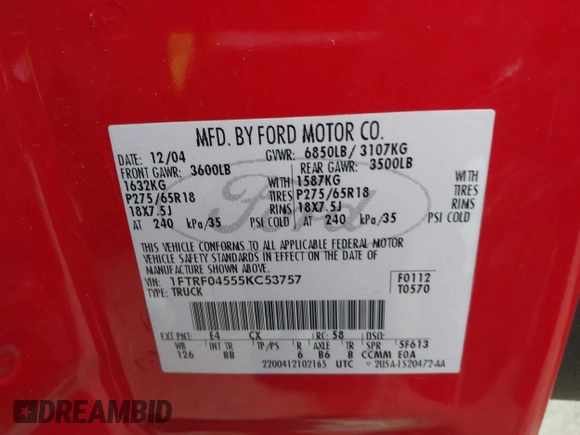 MFD. BY FORD MOTOR CO.
DATE: 12/04 GVWR: 6850LB/ 3107KG
FRONT GAWR: 3600LB REAR GAWR: 3500LB
1632KG WITH 1587KG WITH
P275/65R18 TIRES P275/65R18 TIRES
18X7.5J RIMS 18X7.5J RIMS
AT 240 kPa/35 PSI COLD AT 240 kPa/35 PSI COLD
Ford
THIS VEHICLE CONFORMS TO ALL APPLICABLE FEDERAL MOTOR
VEHICLE SAFETY STANDARDS IN EFFECT ON THE DATE OF
MANUFACTURE SHOWN ABOVE.
VIN: 1FTRF04555KC53757 F0112
TYPE: TRUCK T0570
EXT PNT: E4 CX RC: 58 DSO:
WB INT TR TP/PS R AXLE TR SPR 5F613
126 BB 6 B6 B CCMM E0A
2200412102165 UTC 2U5A-1520472-AA
DREAMBID